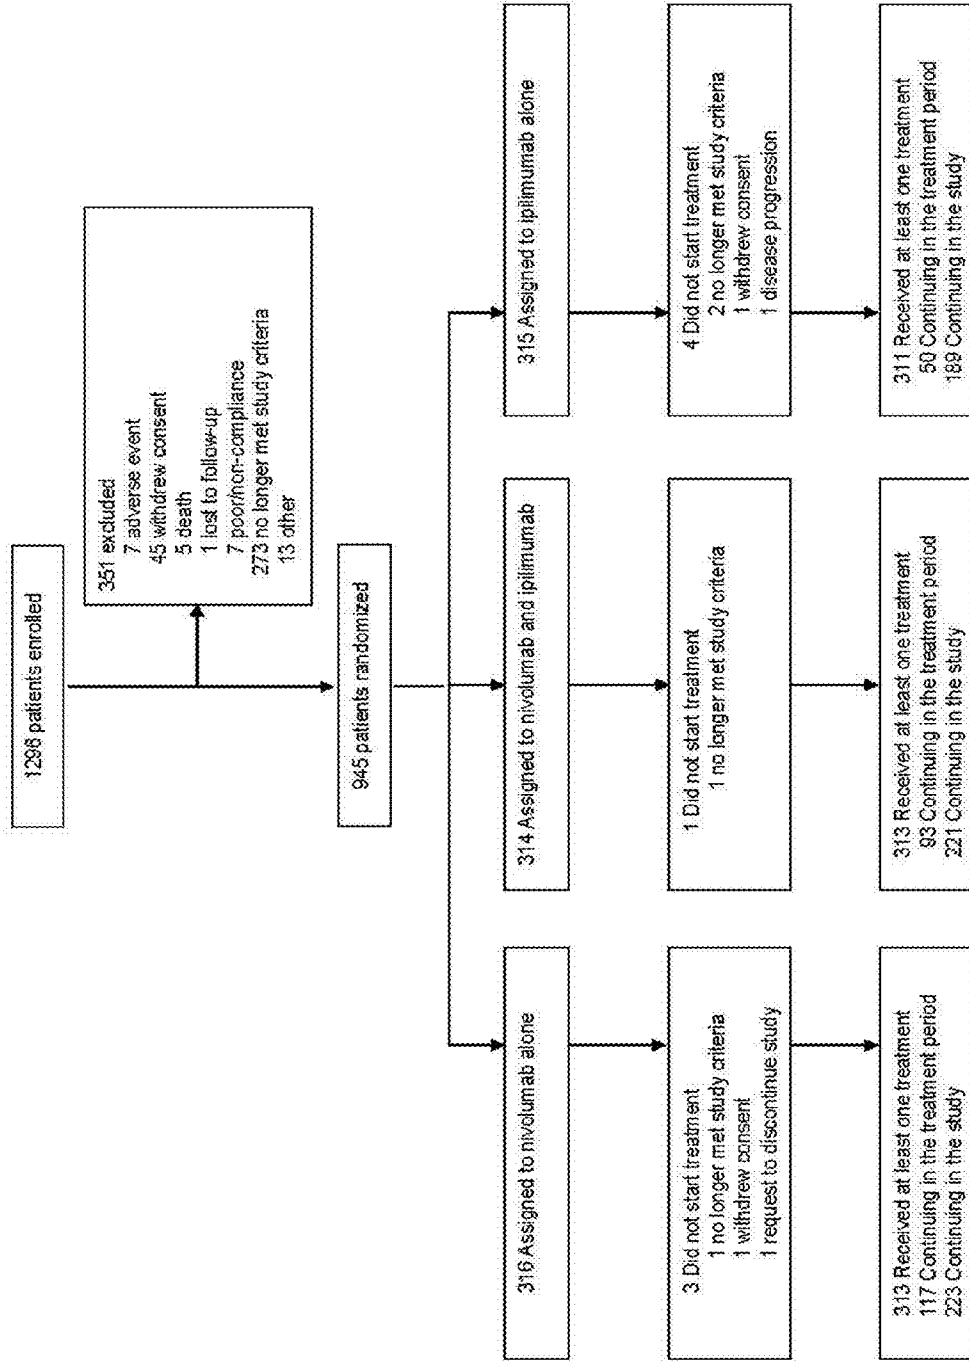 1296 patients enrolled
351 excluded
7 adverse event
45 withdrew consent
5 death
1 lost to follow-up
7 poor/non-compliance
273 no longer met study criteria
13 other
945 patients randomized
316 Assigned to nivolumab alone
314 Assigned to nivolumab and ipilimumab
315 Assigned to ipilimumab alone
3 Did not start treatment
1 no longer met study criteria
1 withdrew consent
1 request to discontinue study
1 Did not start treatment
1 no longer met study criteria
4 Did not start treatment
2 no longer met study criteria
1 withdrew consent
1 disease progression
313 Received at least one treatment
117 Continuing in the treatment period
223 Continuing in the study
313 Received at least one treatment
93 Continuing in the treatment period
221 Continuing in the study
311 Received at least one treatment
50 Continuing in the treatment period
189 Continuing in the study